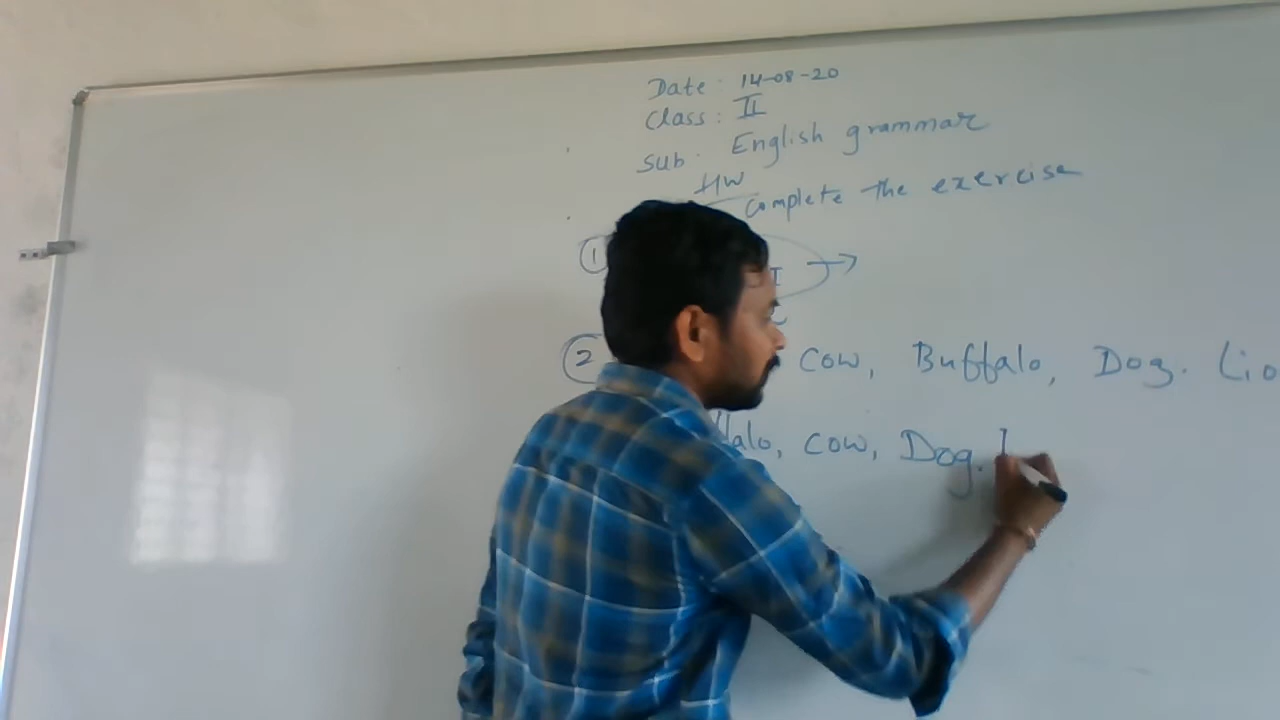 Date: 14-08-20
Class: II
Sub: English grammar
HW
Complete the exercise
1
I
2 Cow, Buffalo, Dog. Lio
alo, Cow, Dog.